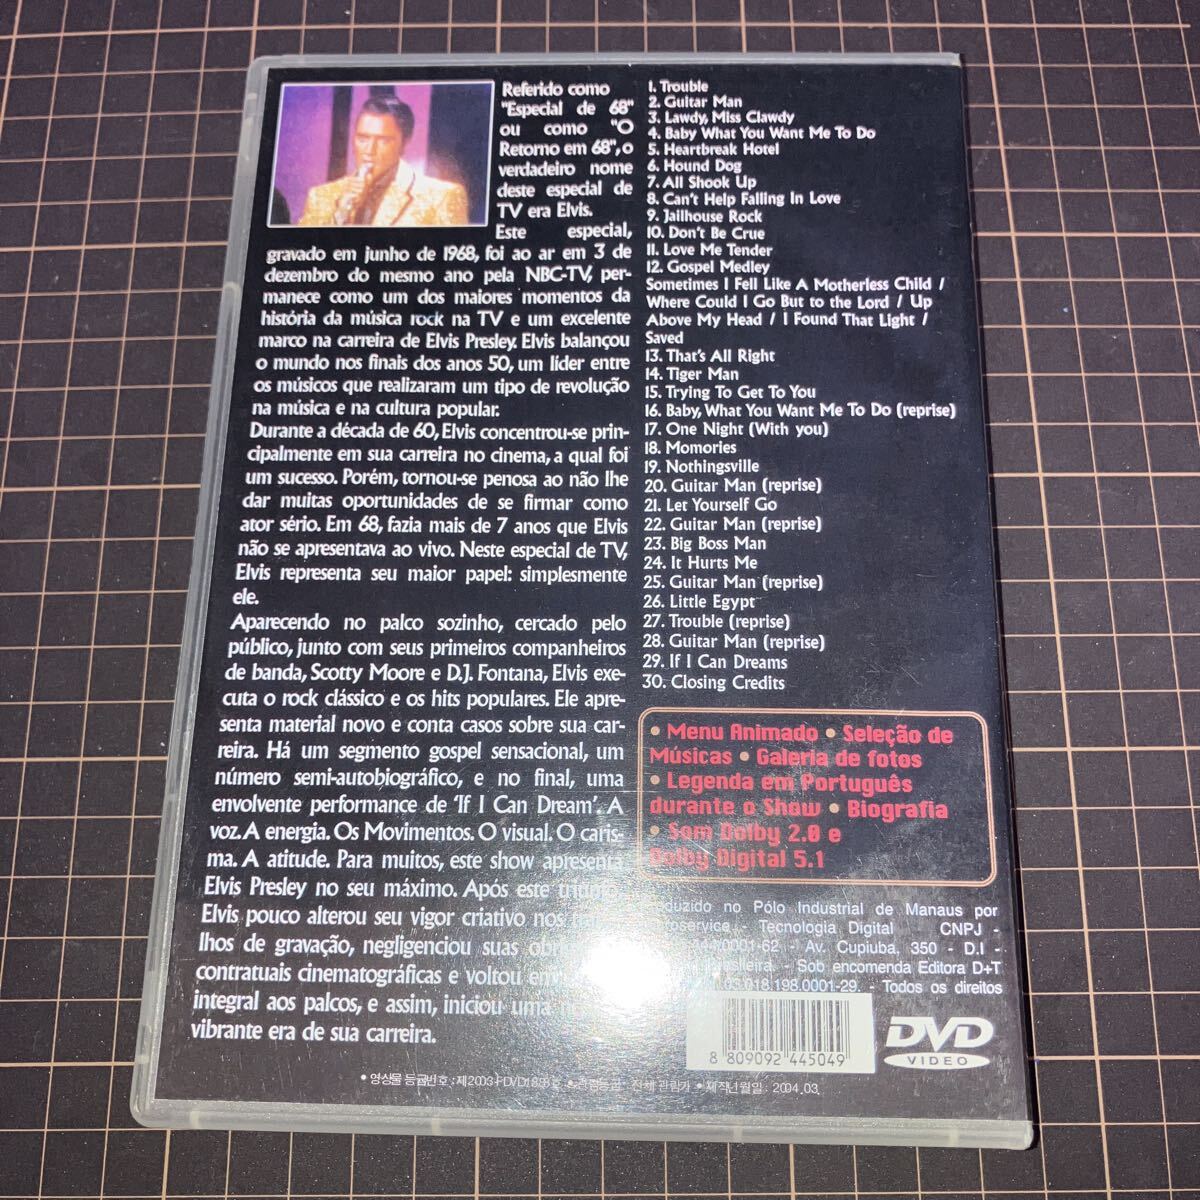 Referido como
"Especial de 68"
ou como "O
Retorno em 68", o
verdadeiro nome
deste especial de
TV era Elvis.
Este especial,
gravado em junho de 1968, foi ao ar em 3 de
dezembro do mesmo ano pela NBC-TV, per-
manece como um dos maiores momentos da
história da música rock na TV e um excelente
marco na carreira de Elvis Presley. Elvis balançou
o mundo nos finais dos anos 50, um líder entre
os músicos que realizaram um tipo de revolução
na música e na cultura popular.
Durante a década de 60, Elvis concentrou-se prin-
cipalmente em sua carreira no cinema, a qual foi
um sucesso. Porém, tornou-se penosa ao não lhe
dar muitas oportunidades de se firmar como
ator sério. Em 68, fazia mais de 7 anos que Elvis
não se apresentava ao vivo. Neste especial de TV,
Elvis representa seu maior papel: simplesmente
ele.
Aparecendo no palco sozinho, cercado pelo
público, junto com seus primeiros companheiros
de banda, Scotty Moore e D.J. Fontana, Elvis exe-
cuta o rock clássico e os hits populares. Ele apre-
senta material novo e conta casos sobre sua car-
reira. Há um segmento gospel sensacional, um
número semi-autobiográfico, e no final, uma
envolvente performance de 'If I Can Dream'. A
voz. A energia. Os Movimentos. O visual. O caris-
ma. A atitude. Para muitos, este show apresenta
Elvis Presley no seu máximo. Após este
Elvis pouco alterou seu vigor criativo nos
lhos de gravação, negligenciou suas
contratuais cinematográficas e voltou em
integral aos palcos, e assim, iniciou uma
vibrante era de sua carreira.
1. Trouble
2. Guitar Man
3. Lawdy, Miss Clawdy
4. Baby What You Want Me To Do
5. Heartbreak Hotel
6. Hound Dog
7. All Shook Up
8. Can't Help Falling In Love
9. Jailhouse Rock
10. Don't Be Crue
11. Love Me Tender
12. Gospel Medley
Sometimes I Fell Like A Motherless Child /
Where Could I Go But to the Lord / Up
Above My Head / I Found That Light /
Saved
13. That's All Right
14. Tiger Man
15. Trying To Get To You
16. Baby, What You Want Me To Do (reprise)
17. One Night (With you)
18. Momories
19. Nothingsville
20. Guitar Man (reprise)
21. Let Yourself Go
22. Guitar Man (reprise)
23. Big Boss Man
24. It Hurts Me
25. Guitar Man (reprise)
26. Little Egypt
27. Trouble (reprise)
28. Guitar Man (reprise)
29. If I Can Dreams
30. Closing Credits
• Menu Animado • Seleção de
Músicas • Galeria de fotos
• Legenda em Português
durante o Show • Biografia
• Som Dolby 2.0 e
Dolby Digital 5.1
no Pólo Industrial de Manaus por
- Tecnologia Digital CNPJ -
- Av. Cupiuba, 350 - D.I -
- Sob encomenda Editora D+T
- Todos os direitos
8 809092 445049
DVD
VIDEO
• 영상물 등급번호 : • 관람등급 : 전체 관람가 • 제작년월일 : 2004. 03.